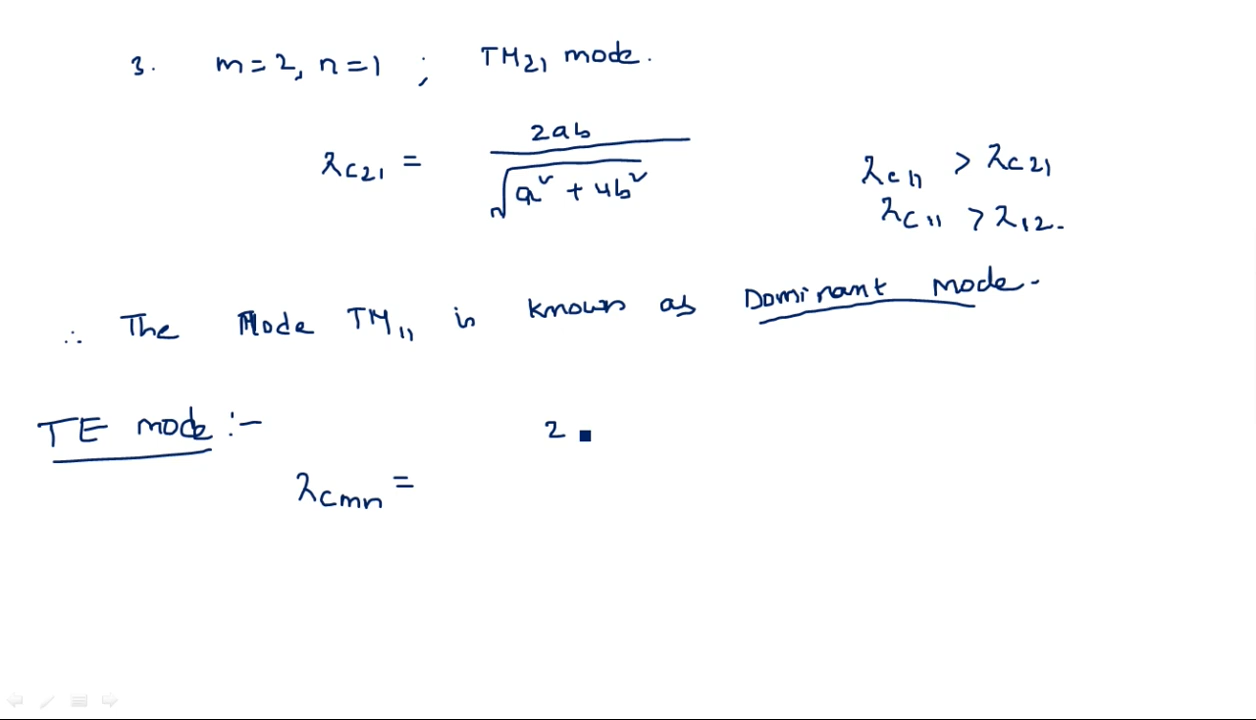 3. m=2, n=1 ; TM21 mode.
λc21 = 2ab / √(a² + 4b²)
λc11 > λc21
λc11 > λ12.
∴ The Mode TM11 is known as Dominant mode.
TE mode :-
λcmn = 2